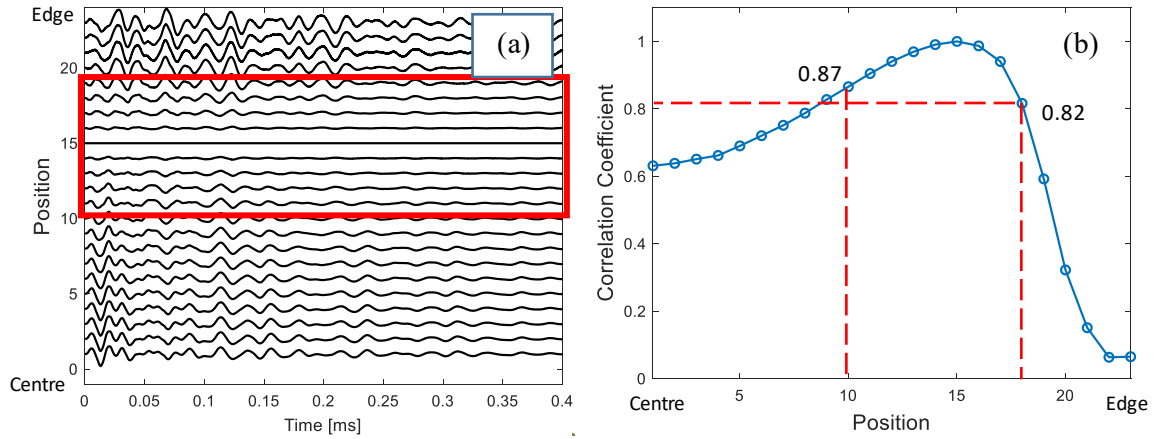 Edge
(a)
20
15
10
5
0
Position
Centre
0
0.05
0.1
0.15
0.2
0.25
0.3
0.35
0.4
Time [ms]
(b)
1
0.8
0.6
0.4
0.2
0
Correlation Coefficient
0.87
0.82
Centre
5
10
15
20
Edge
Position